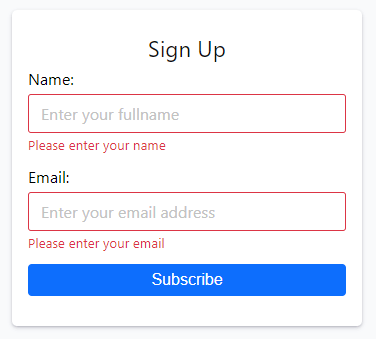 Sign Up
Name:
Enter your fullname
Please enter your name
Email:
Enter your email address
Please enter your email
Subscribe